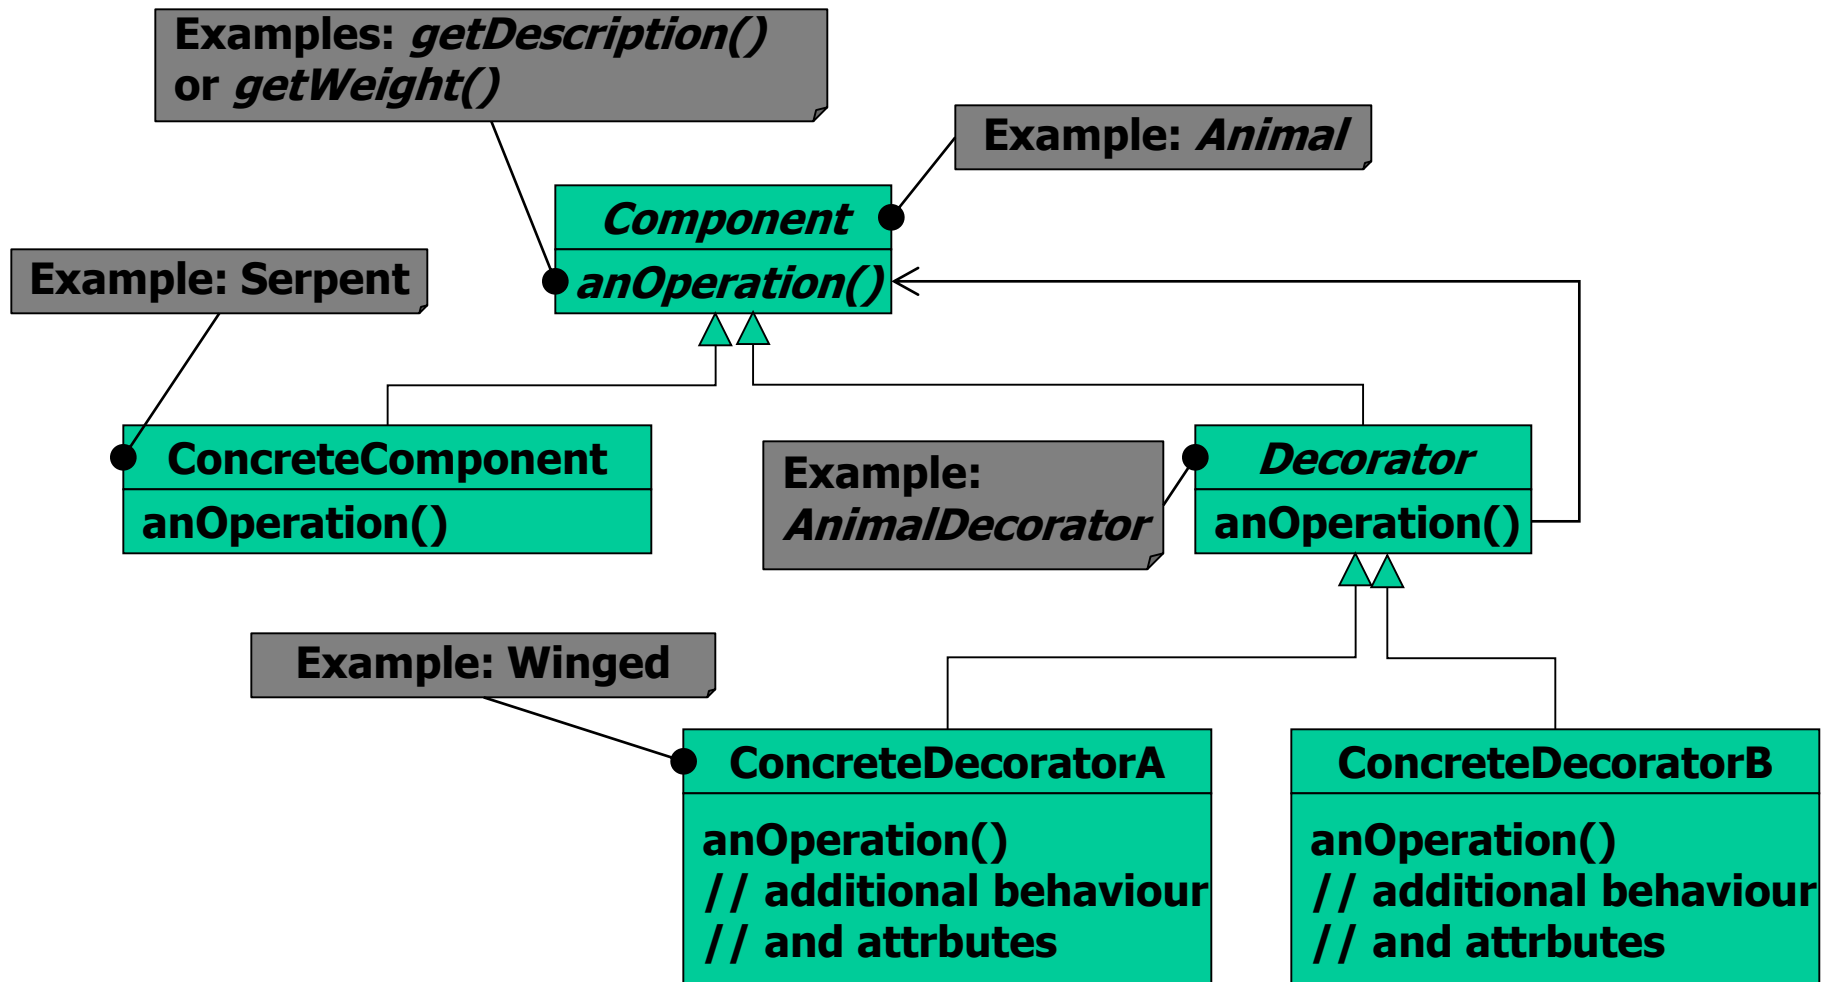 Examples: getDescription()
or getWeight()
Example: Animal
Component
anOperation()
Example: Serpent
ConcreteComponent
anOperation()
Example:
AnimalDecorator
Decorator
anOperation()
Example: Winged
ConcreteDecoratorA
anOperation()
// additional behaviour
// and attrbutes
ConcreteDecoratorB
anOperation()
// additional behaviour
// and attrbutes